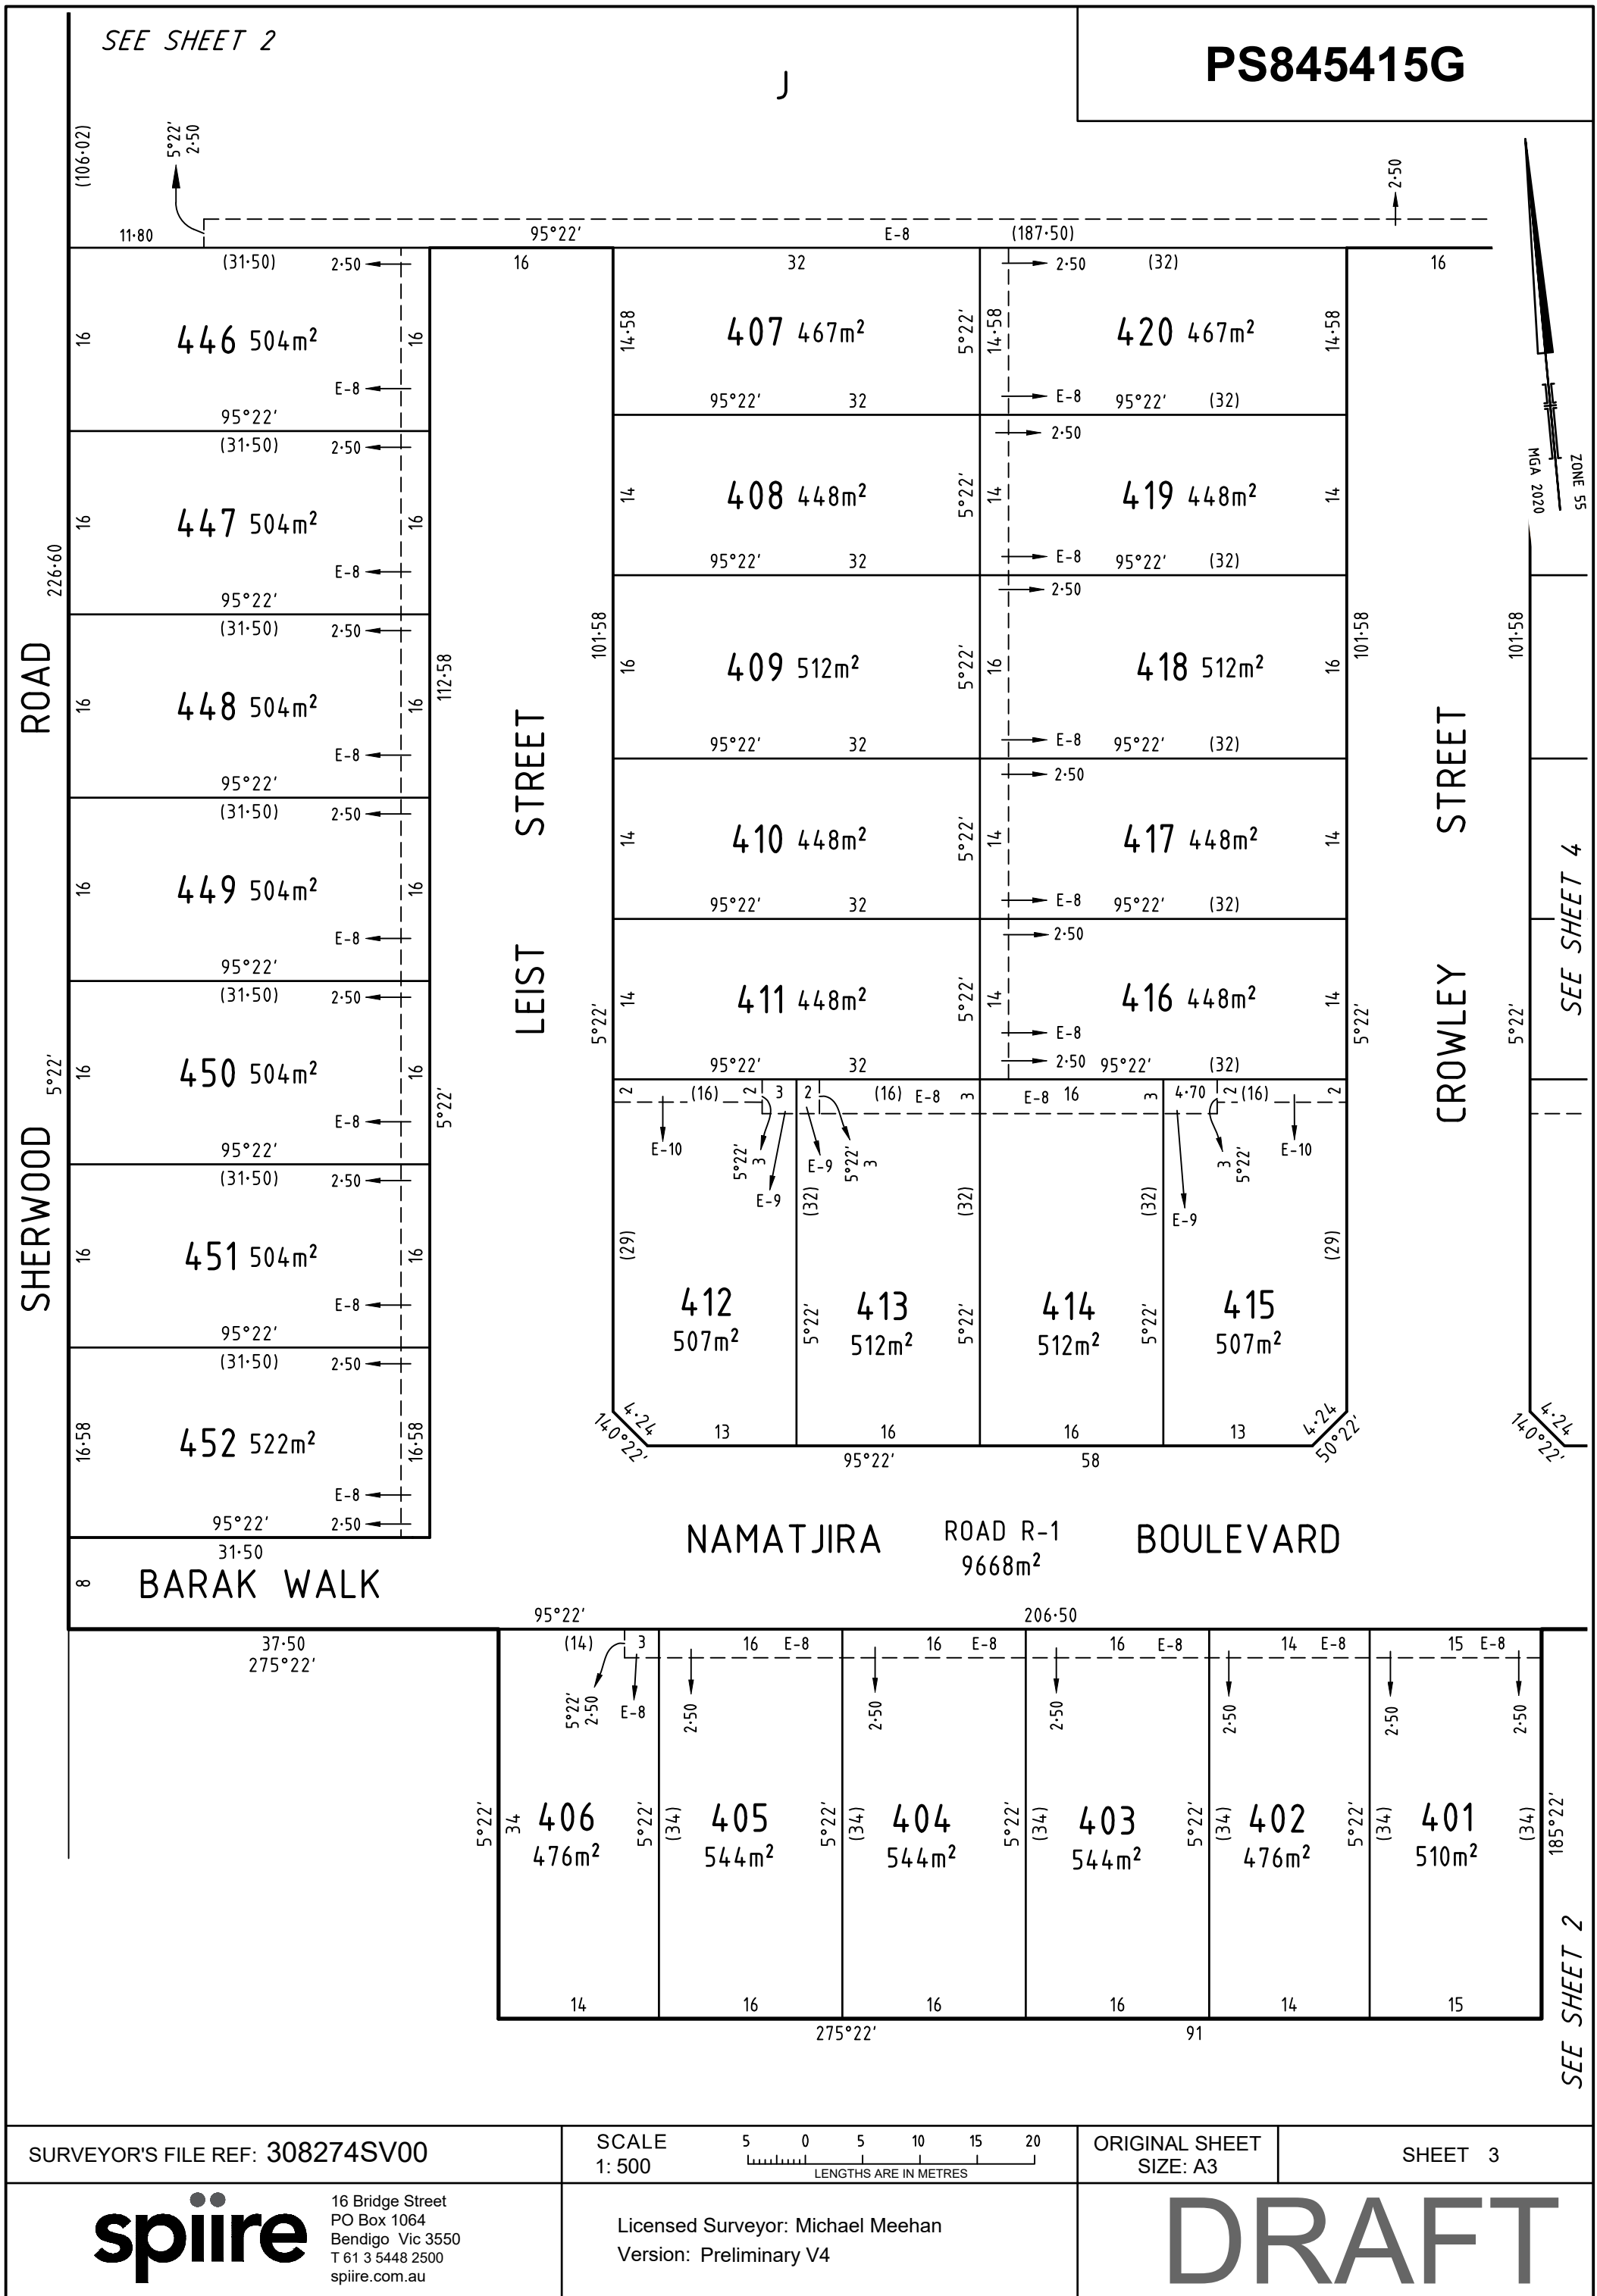 SEE SHEET 2
J
PS845415G
(106·02)
5°22'
2·50
2·50
11·80
95°22'
E-8
(187·50)
(31·50)
2·50
16
32
2·50
(32)
16
16
446 504m²
16
14·58
407 467m²
5°22'
14·58
420 467m²
14·58
E-8
95°22'
95°22'
32
E-8
95°22'
(32)
(31·50)
2·50
2·50
16
447 504m²
16
14
408 448m²
5°22'
14
419 448m²
14
MGA 2020
ZONE 55
E-8
95°22'
95°22'
32
E-8
95°22'
(32)
226·60
(31·50)
2·50
2·50
101·58
16
409 512m²
5°22'
16
418 512m²
16
101·58
101·58
112·58
16
448 504m²
16
E-8
95°22'
95°22'
32
E-8
95°22'
(32)
(31·50)
2·50
2·50
14
410 448m²
5°22'
14
417 448m²
14
16
449 504m²
16
E-8
95°22'
95°22'
32
E-8
95°22'
(32)
(31·50)
2·50
2·50
14
411 448m²
5°22'
14
416 448m²
14
5°22'
5°22'
5°22'
E-8
2·50
95°22'
32
95°22'
(32)
5°22'
16
450 504m²
16
5°22'
E-8
95°22'
SHERWOOD ROAD
LEIST STREET
CROWLEY STREET
SEE SHEET 4
2
(16)
2
3
2
(16)
E-8
3
E-8
16
3
4·70
2
(16)
2
E-10
5°22'
3
E-9
E-9
5°22'
3
E-9
3
5°22'
E-10
(31·50)
2·50
16
451 504m²
16
E-8
95°22'
(29)
(32)
(32)
(32)
(29)
412
507m²
5°22'
413
512m²
5°22'
414
512m²
5°22'
415
507m²
(31·50)
2·50
16·58
452 522m²
16·58
E-8
95°22'
2·50
31·50
4·24
140°22'
13
16
16
13
4·24
50°22'
4·24
140°22'
95°22'
58
NAMATJIRA
ROAD R-1
9668m²
BOULEVARD
8
BARAK WALK
37·50
275°22'
95°22'
206·50
(14)
3
16
E-8
16
E-8
16
E-8
14
E-8
15
E-8
5°22'
2·50
E-8
2·50
2·50
2·50
2·50
2·50
2·50
5°22'
34
406
476m²
5°22'
(34)
405
544m²
5°22'
(34)
404
544m²
5°22'
(34)
403
544m²
5°22'
(34)
402
476m²
5°22'
(34)
401
510m²
(34)
185°22'
14
16
16
16
14
15
275°22'
91
SEE SHEET 2
SURVEYOR'S FILE REF: 308274SV00
SCALE
1: 500
5 0 5 10 15 20
LENGTHS ARE IN METRES
ORIGINAL SHEET
SIZE: A3
SHEET 3
spiire
16 Bridge Street
PO Box 1064
Bendigo Vic 3550
T 61 3 5448 2500
spiire.com.au
Licensed Surveyor: Michael Meehan
Version: Preliminary V4
DRAFT